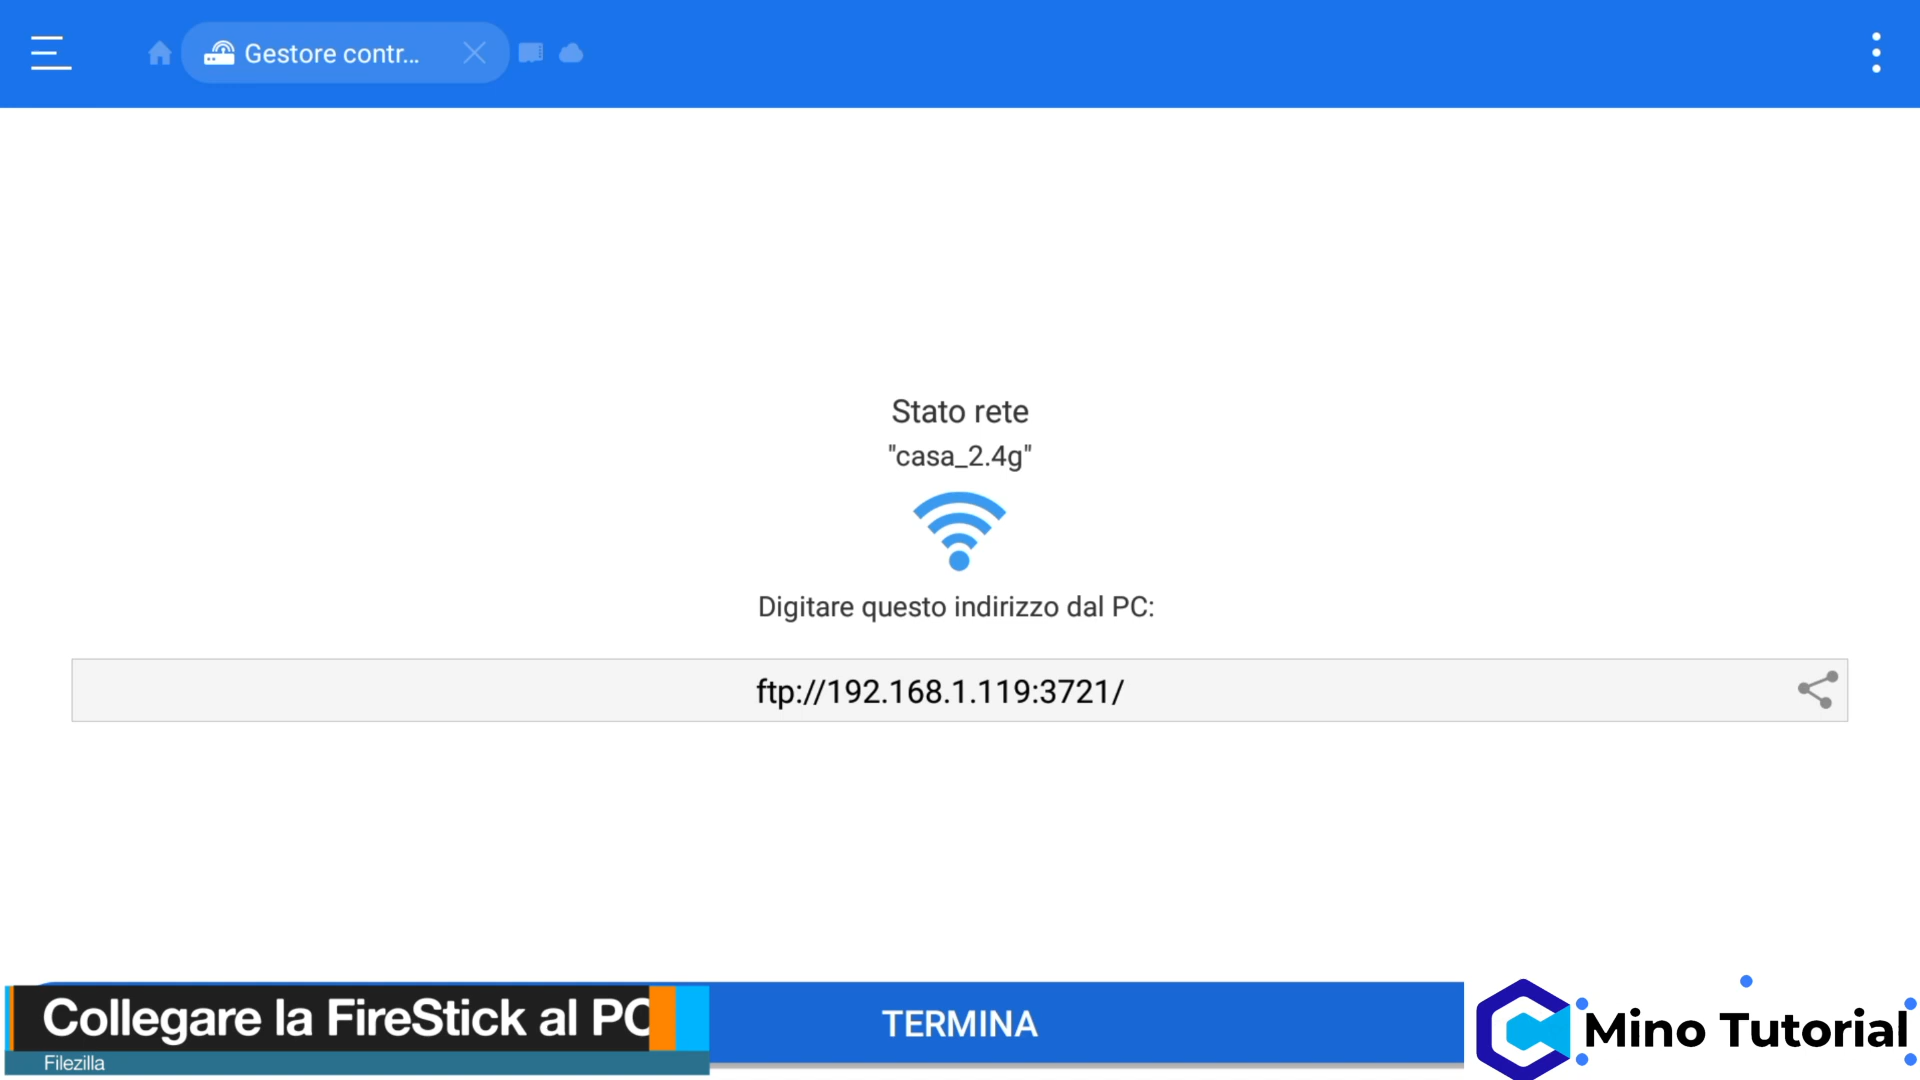 Gestore contr...
Stato rete
"casa_2.4g"
Digitare questo indirizzo dal PC:
ftp://192.168.1.119:3721/
TERMINA
Collegare la FireStick al PC
Filezilla
Mino Tutorial